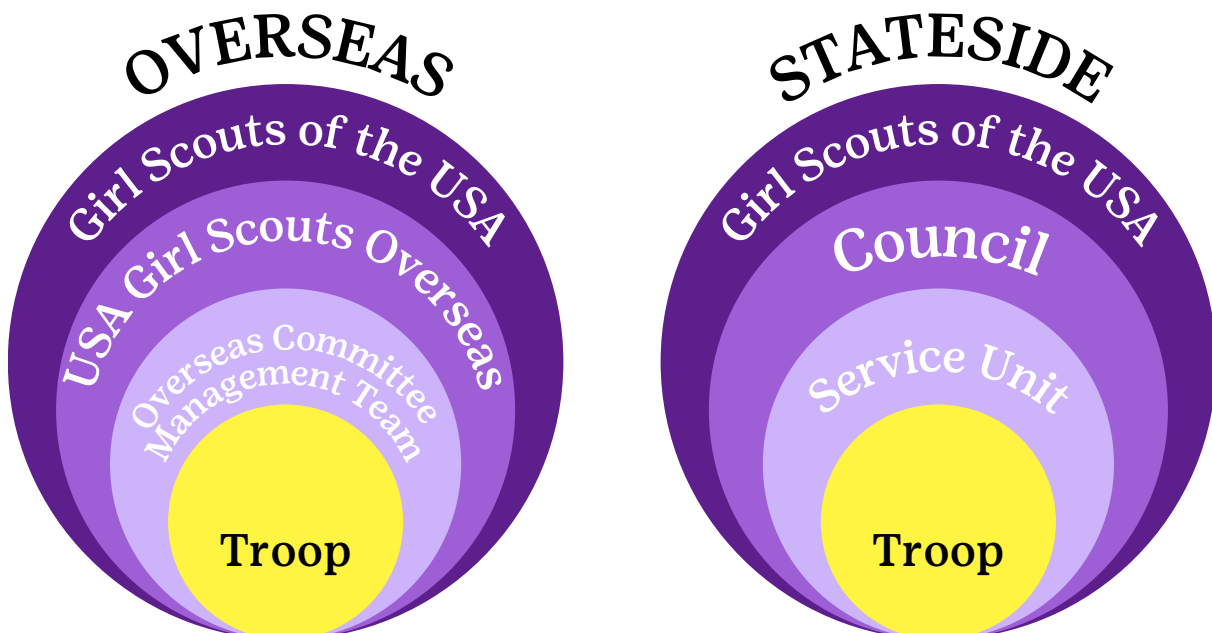 OVERSEAS
Girl Scouts of the USA
USA Girl Scouts Overseas
Overseas Committee
Management Team
Troop
STATESIDE
Girl Scouts of the USA
Council
Service Unit
Troop